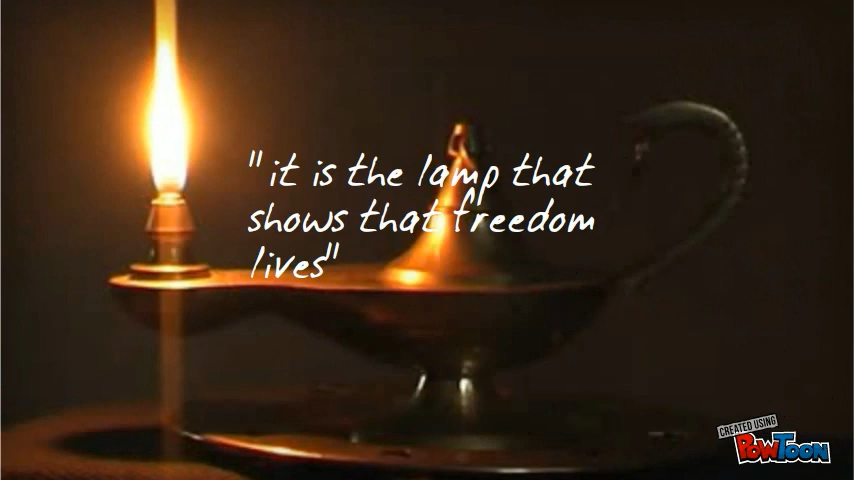 "it is the lamp that
shows that freedom
lives"
CREATED USING
POWTOON